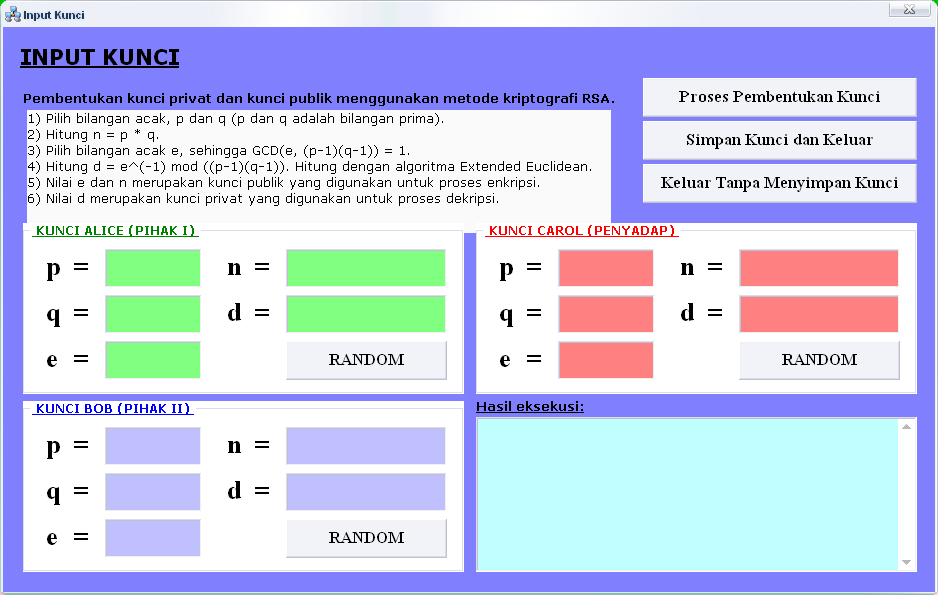 Input Kunci
INPUT KUNCI
Pembentukan kunci privat dan kunci publik menggunakan metode kriptografi RSA.
1) Pilih bilangan acak, p dan q (p dan q adalah bilangan prima).
2) Hitung n = p * q.
3) Pilih bilangan acak e, sehingga GCD(e, (p-1)(q-1)) = 1.
4) Hitung d = e^(-1) mod ((p-1)(q-1)). Hitung dengan algoritma Extended Euclidean.
5) Nilai e dan n merupakan kunci publik yang digunakan untuk proses enkripsi.
6) Nilai d merupakan kunci privat yang digunakan untuk proses dekripsi.
Proses Pembentukan Kunci
Simpan Kunci dan Keluar
Keluar Tanpa Menyimpan Kunci
KUNCI ALICE (PIHAK I)
p = n =
q = d =
e = RANDOM
KUNCI CAROL (PENYADAP)
p = n =
q = d =
e = RANDOM
KUNCI BOB (PIHAK II)
p = n =
q = d =
e = RANDOM
Hasil eksekusi: